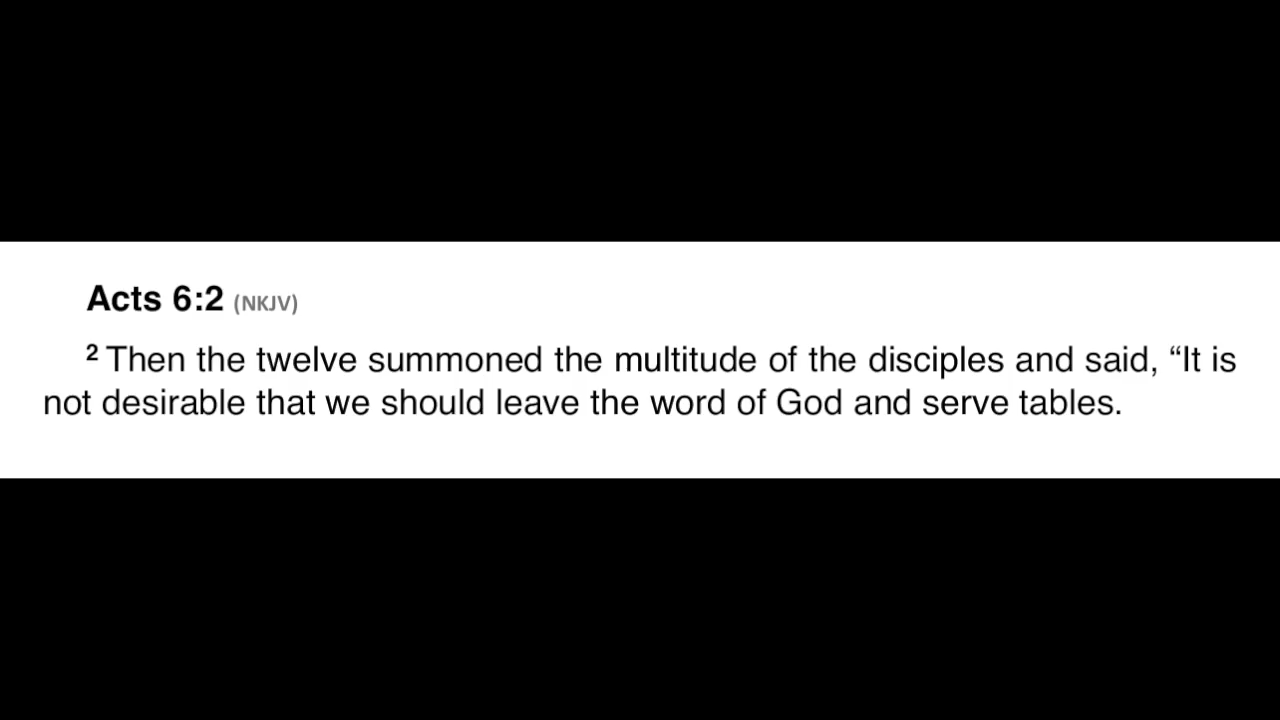 Acts 6:2 (NKJV)
2 Then the twelve summoned the multitude of the disciples and said, “It is
not desirable that we should leave the word of God and serve tables.